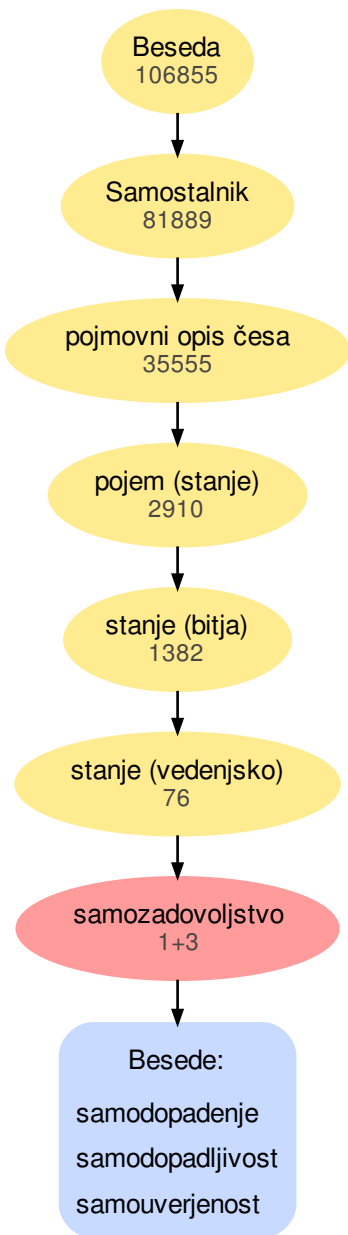 Beseda
106855
Samostalnik
81889
pojmovni opis česa
35555
pojem (stanje)
2910
stanje (bitja)
1382
stanje (vedenjsko)
76
samozadovoljstvo
1+3
Besede:
samodopadenje
samodopadljivost
samouverjenost